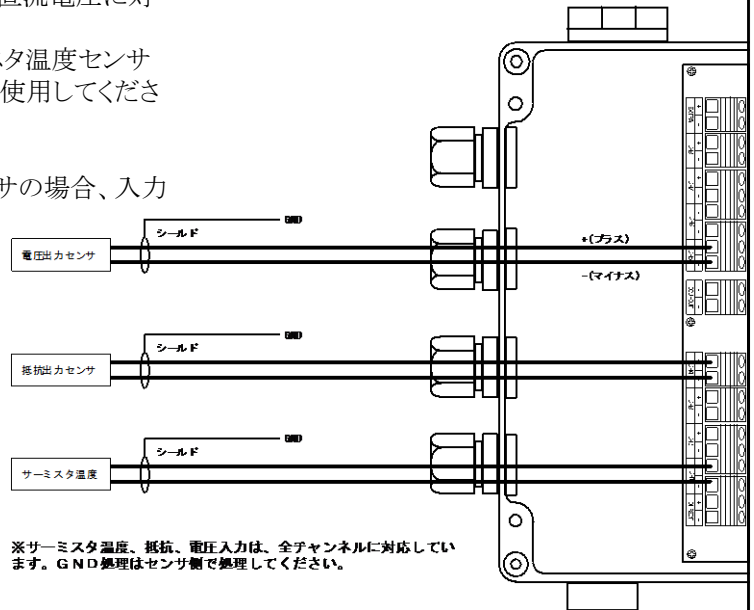 直流電圧に対
スタ温度センサ
使用してくださ
サの場合、入力
GND
シールド
電圧出力センサ
+(プラス)
-(マイナス)
GND
シールド
抵抗出力センサ
GND
シールド
サーミスタ温度
※サーミスタ温度、抵抗、電圧入力は、全チャンネルに対応してい
ます。GND処理はセンサ側で処理してください。